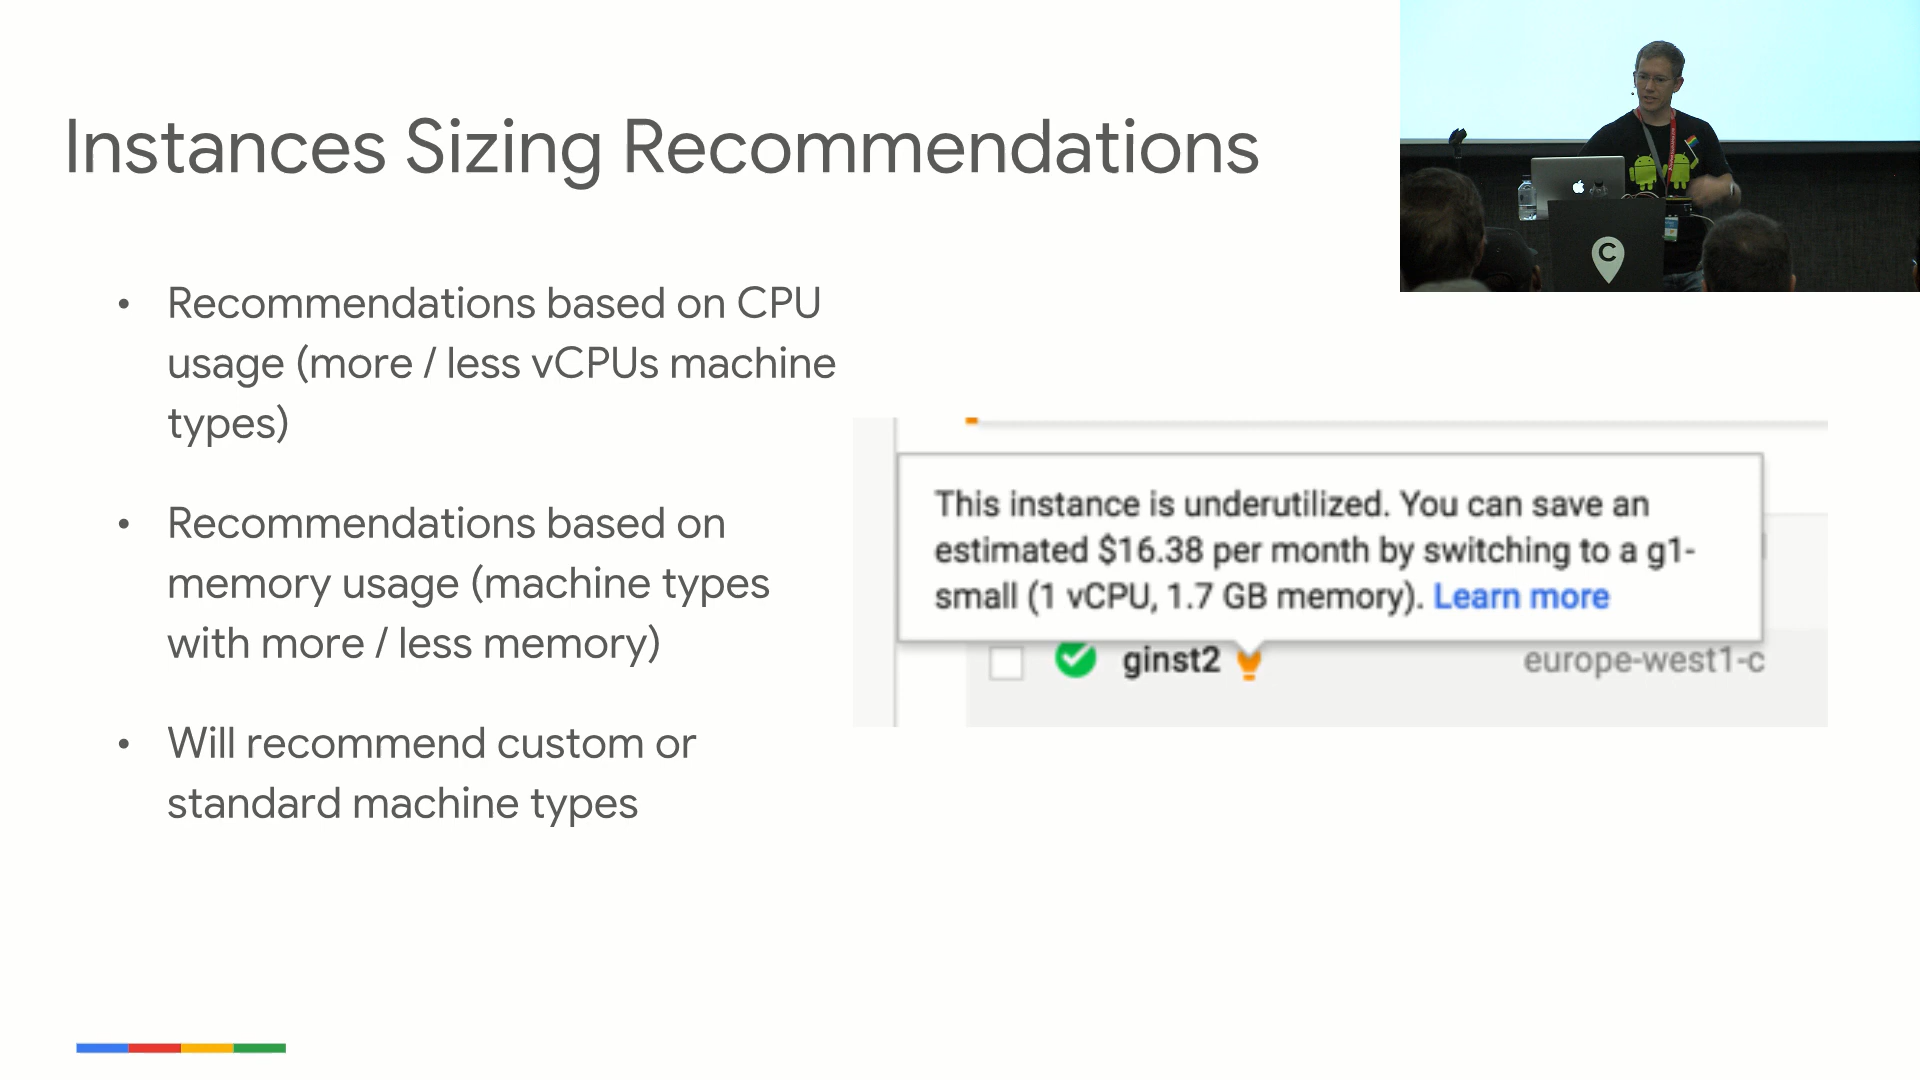 Instances Sizing Recommendations
• Recommendations based on CPU
usage (more / less vCPUs machine
types)
• Recommendations based on
memory usage (machine types
with more / less memory)
• Will recommend custom or
standard machine types
This instance is underutilized. You can save an
estimated $16.38 per month by switching to a g1-
small (1 vCPU, 1.7 GB memory). Learn more
ginst2 europe-west1-c
C